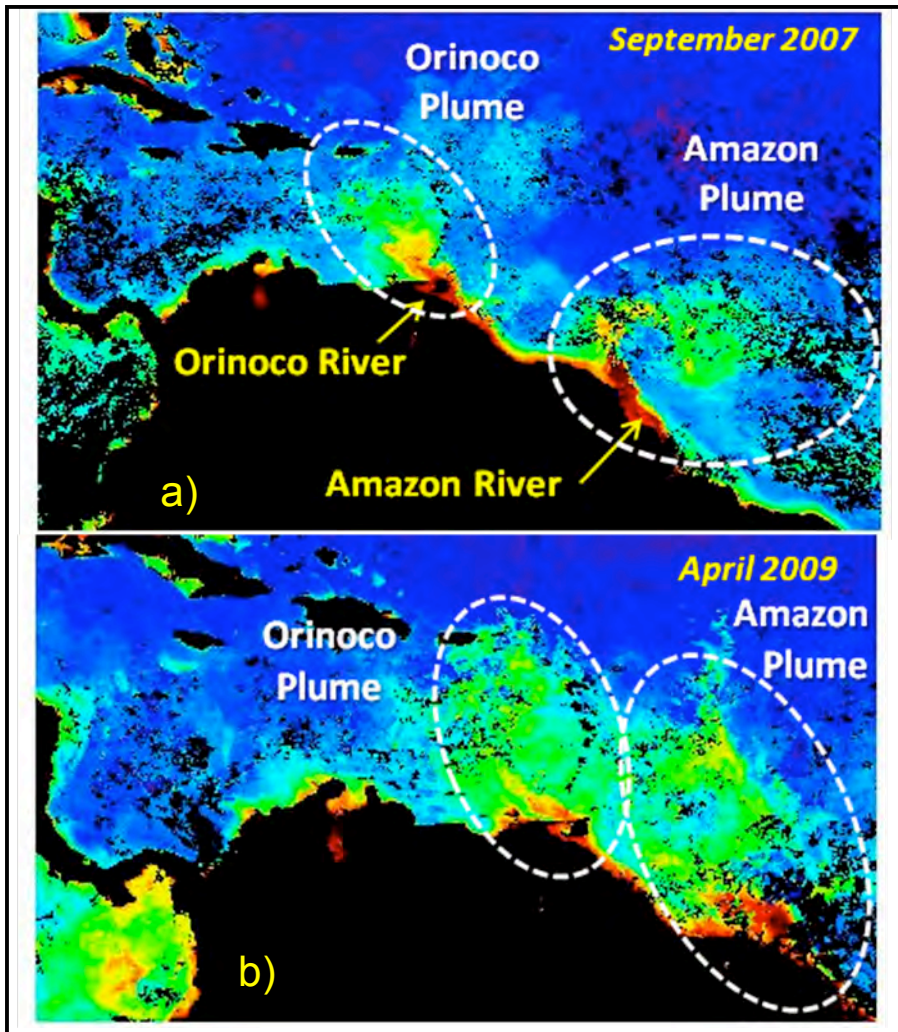 September 2007
Orinoco
Plume
Amazon
Plume
Orinoco River
Amazon River
a)
April 2009
Amazon
Plume
Orinoco
Plume
b)